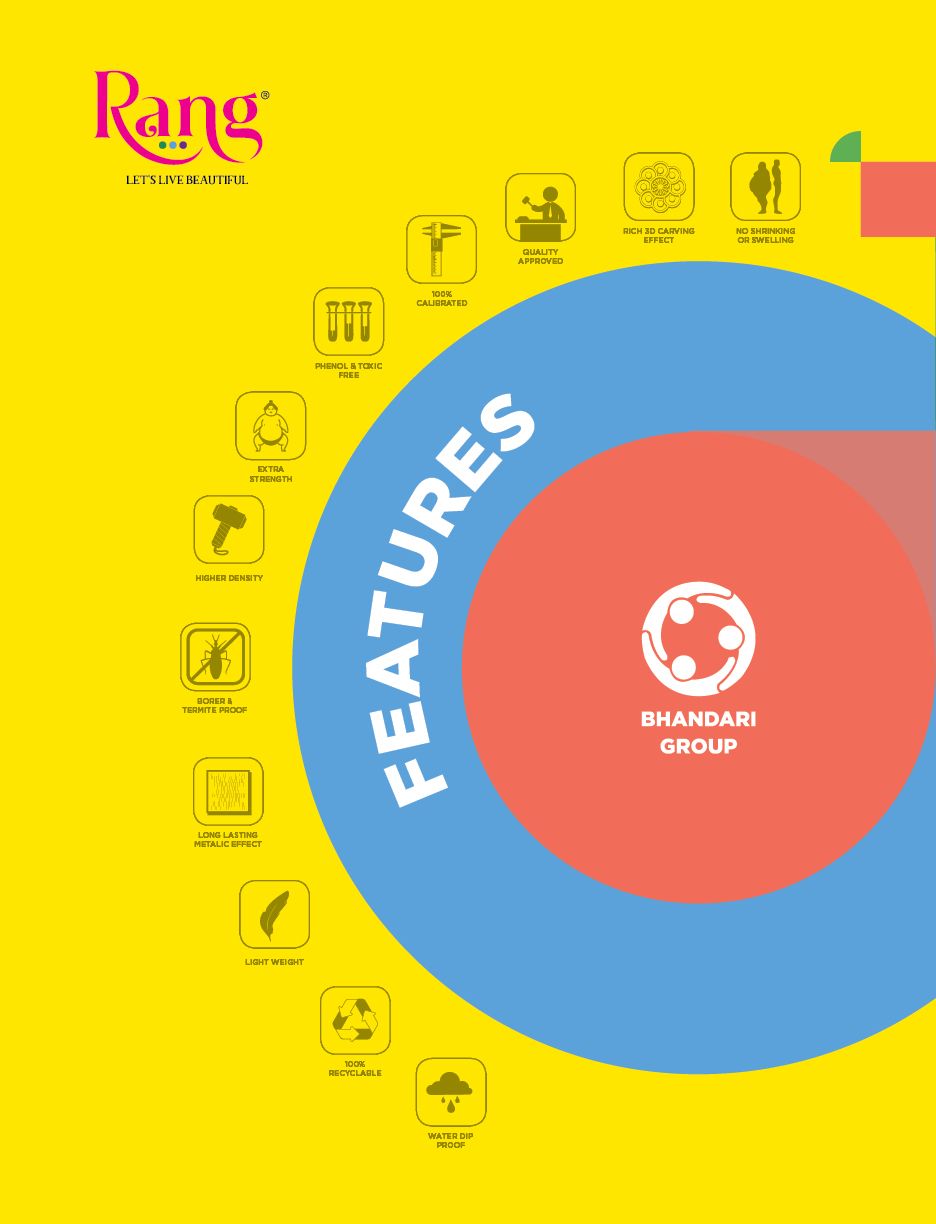 Rang®
LET'S LIVE BEAUTIFUL
NO SHRINKING
OR SWELLING
RICH 3D CARVING
EFFECT
QUALITY
APPROVED
100%
CALIBRATED
PHENOL & TOXIC
FREE
EXTRA
STRENGTH
HIGHER DENSITY
BORER &
TERMITE PROOF
LONG LASTING
METALIC EFFECT
LIGHT WEIGHT
100%
RECYCLABLE
WATER DIP
PROOF
FEATURES
BHANDARI
GROUP